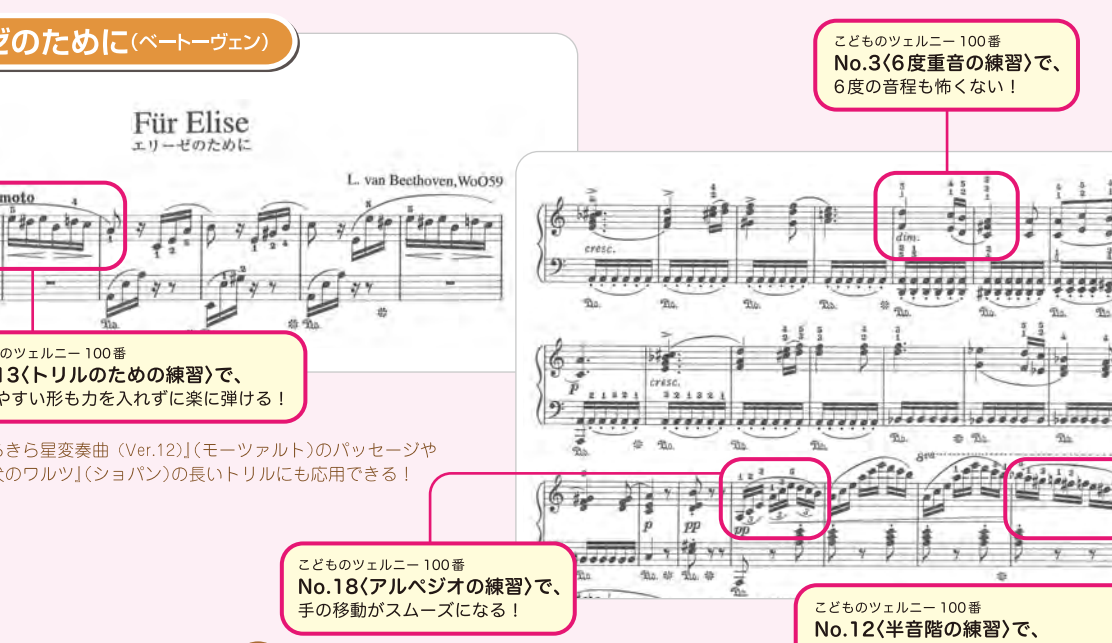 のために(ベートーヴェン)
Für Elise
エリーゼのために
L. van Beethoven,WoO59
moto
のツェルニー 100番
13〈トリルのための練習〉で、
やすい形も力を入れずに楽に弾ける！
きら星変奏曲（Ver.12)』(モーツァルト)のパッセージや
のワルツ』(ショパン)の長いトリルにも応用できる！
こどものツェルニー 100番
No.3〈6度重音の練習〉で、
6度の音程も怖くない！
cresc.
dim.
p
cresc.
p
pp
pp
8va
こどものツェルニー 100番
No.18〈アルペジオの練習〉で、
手の移動がスムーズになる！
こどものツェルニー 100番
No.12〈半音階の練習〉で、